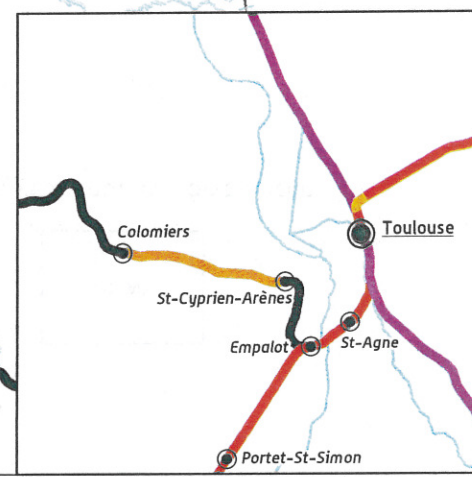 Toulouse
Colomiers
St-Cyprien-Arènes
Empalot
St-Agne
Portet-St-Simon